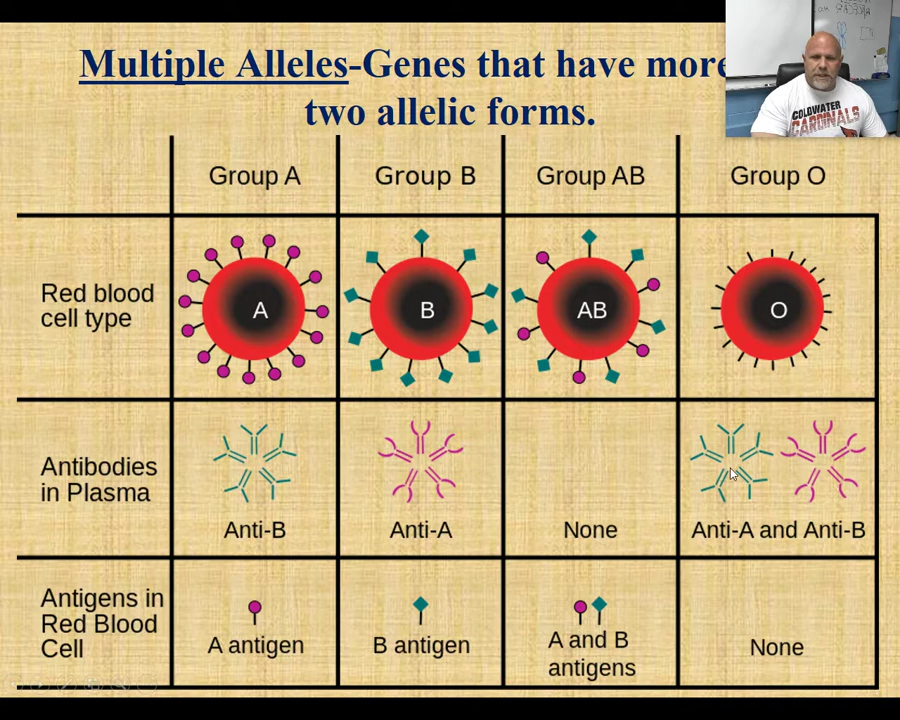 Multiple Alleles-Genes that have more
two allelic forms.
COLDWATER
CARDINALS
Group A
Group B
Group AB
Group O
Red blood
cell type
A
B
AB
O
Antibodies
in Plasma
Anti-B
Anti-A
None
Anti-A and Anti-B
Antigens in
Red Blood
Cell
A antigen
B antigen
A and B
antigens
None